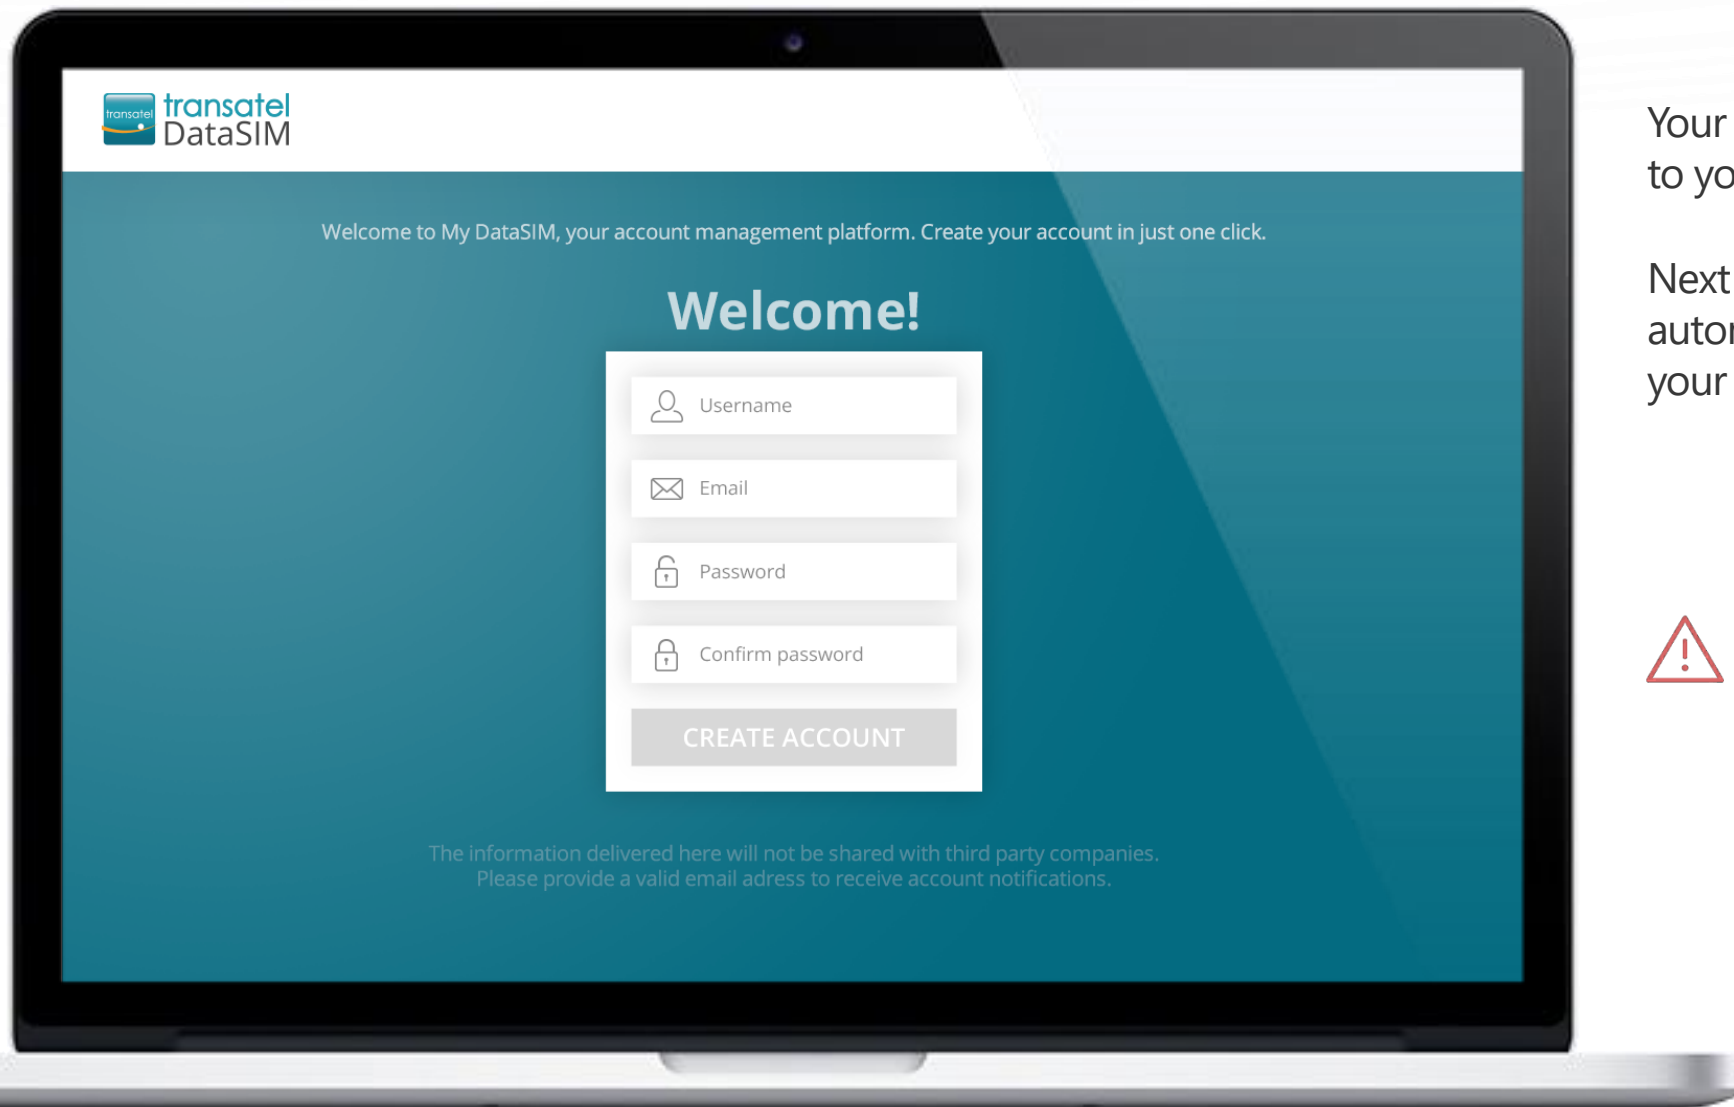 transatel
transatel
DataSIM
Welcome to My DataSIM, your account management platform. Create your account in just one click.
Welcome!
Username
Email
Password
Confirm password
CREATE ACCOUNT
The information delivered here will not be shared with third party companies.
Please provide a valid email adress to receive account notifications.
Your
to yo
Next
autor
your